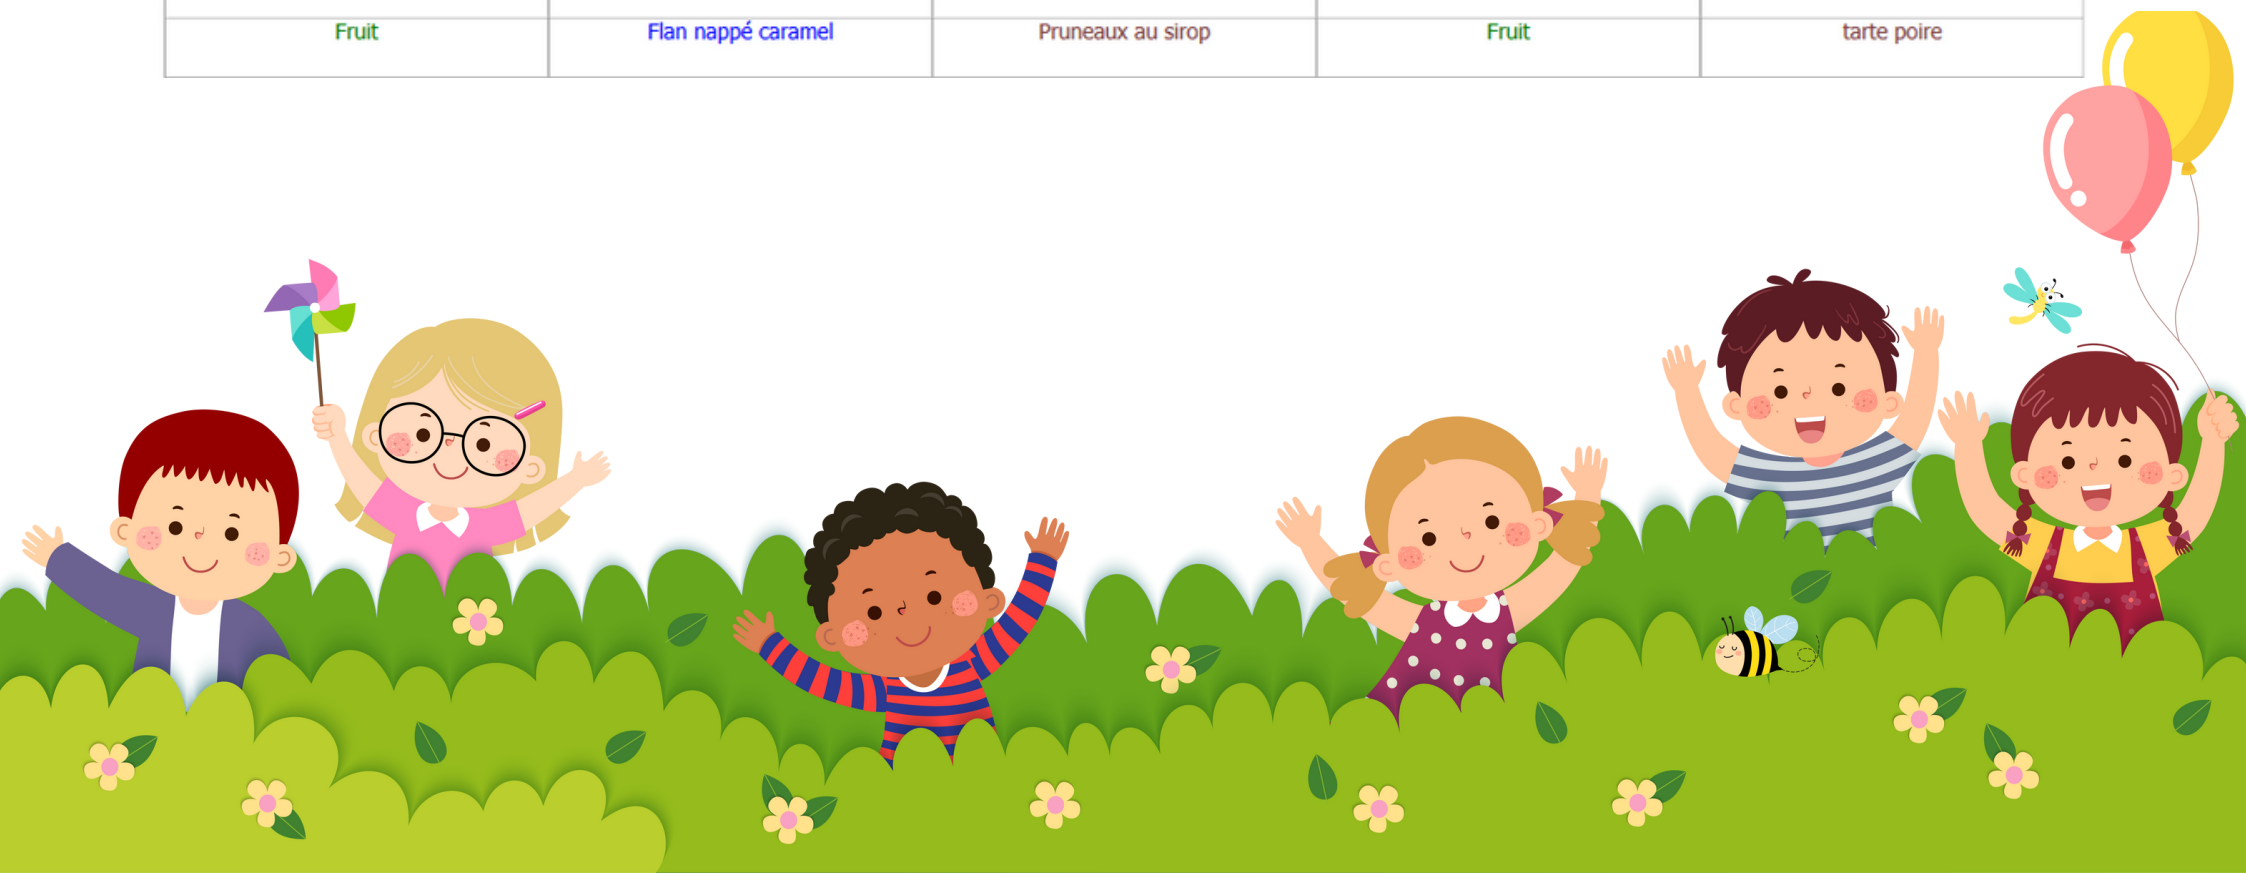 Fruit
Flan nappé caramel
Pruneaux au sirop
Fruit
tarte poire